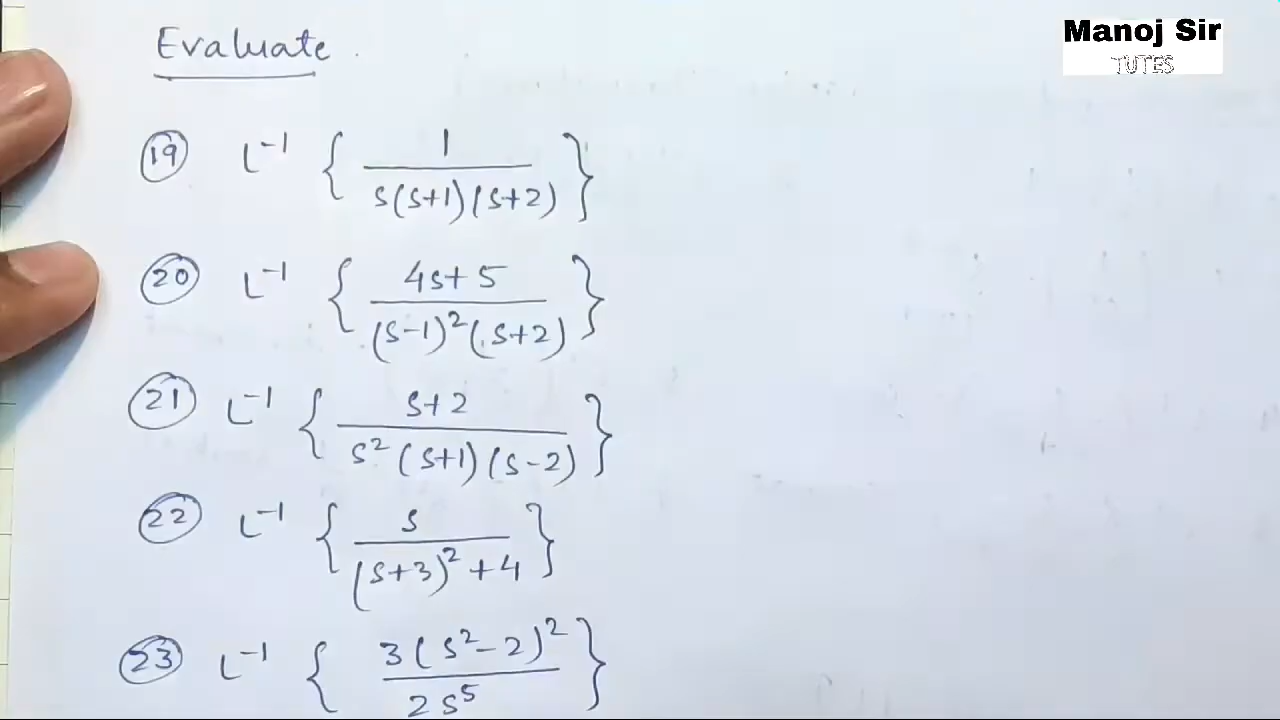 Evaluate.
Manoj Sir
TUTES
19 L⁻¹ { 1 / s(s+1)(s+2) }
20 L⁻¹ { 4s+5 / (s-1)²(s+2) }
21 L⁻¹ { s+2 / s²(s+1)(s-2) }
22 L⁻¹ { s / (s+3)²+4 }
23 L⁻¹ { 3(s²-2)² / 2s⁵ }